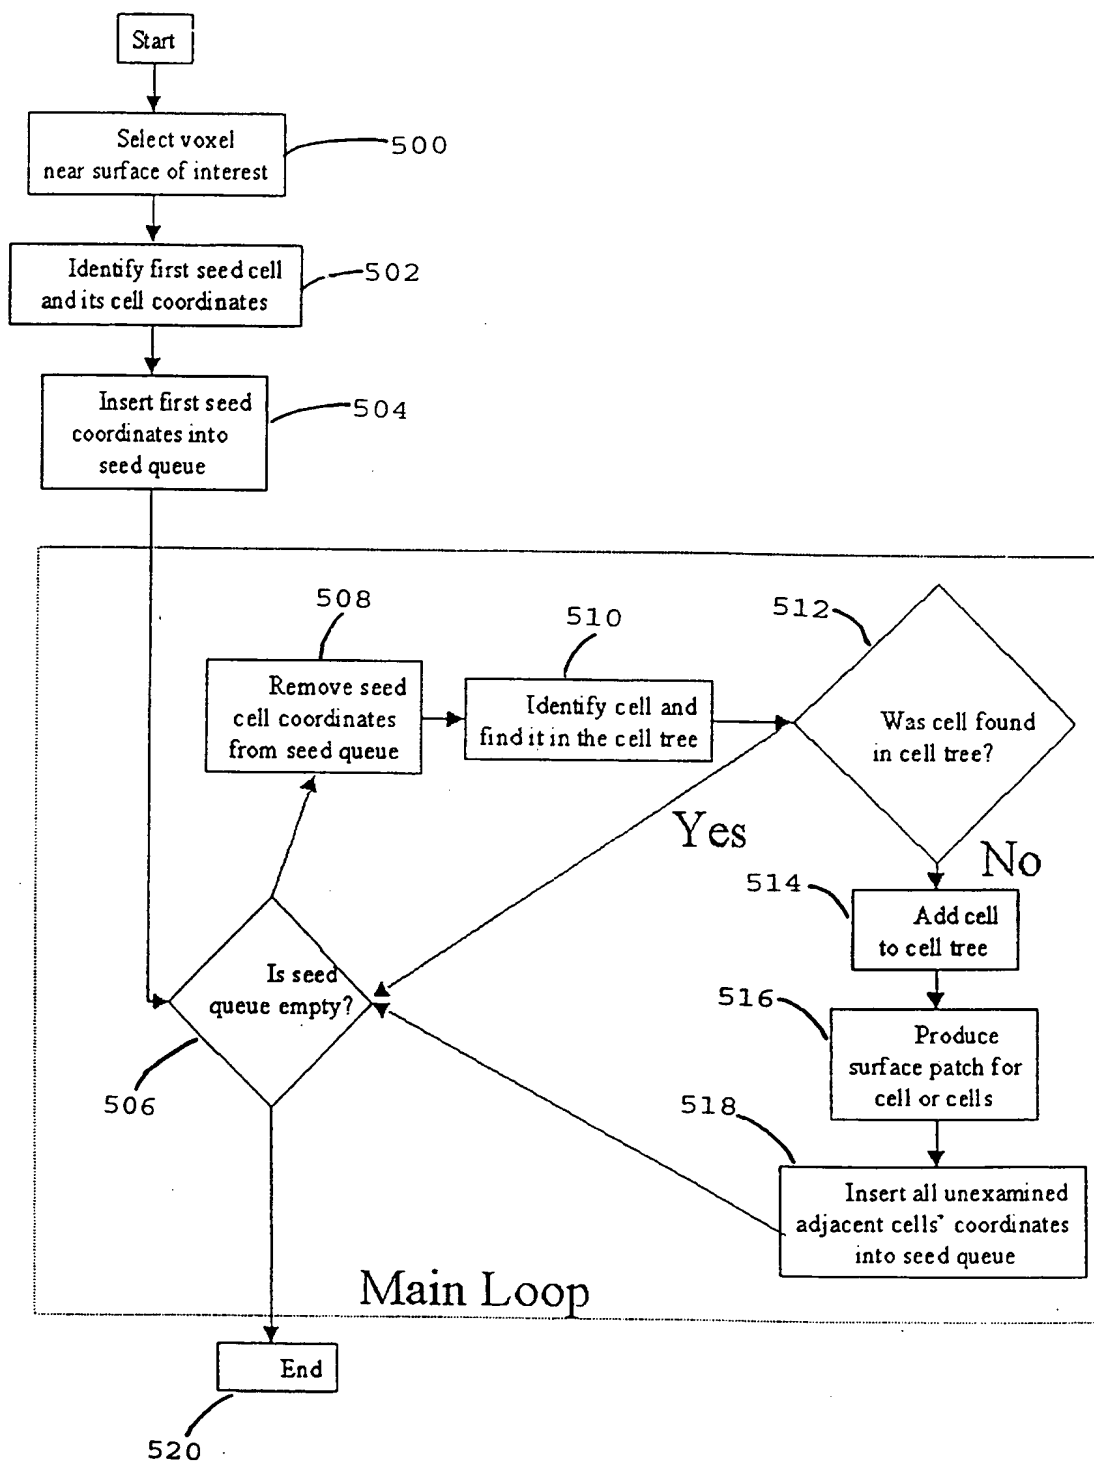 Start
Select voxel
near surface of interest
500
Identify first seed cell
and its cell coordinates
502
Insert first seed
coordinates into
seed queue
504
508
Remove seed
cell coordinates
from seed queue
510
Identify cell and
find it in the cell tree
512
Was cell found
in cell tree?
Yes
No
514
Add cell
to cell tree
Is seed
queue empty?
506
516
Produce
surface patch for
cell or cells
518
Insert all unexamined
adjacent cells' coordinates
into seed queue
Main Loop
End
520